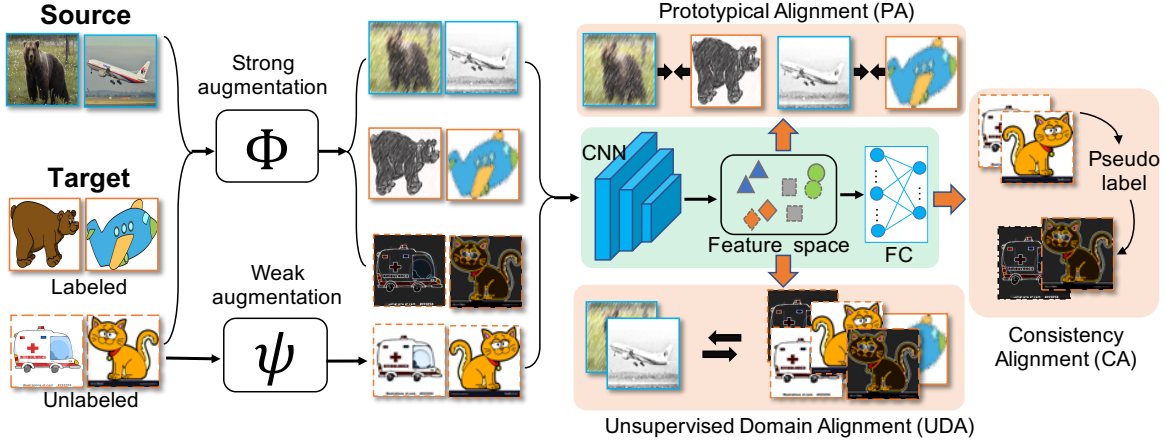 Source
Strong
augmentation
Φ
Target
Labeled
Weak
augmentation
ψ
Unlabeled
Prototypical Alignment (PA)
CNN
Feature space
FC
Pseudo
label
Consistency
Alignment (CA)
Unsupervised Domain Alignment (UDA)